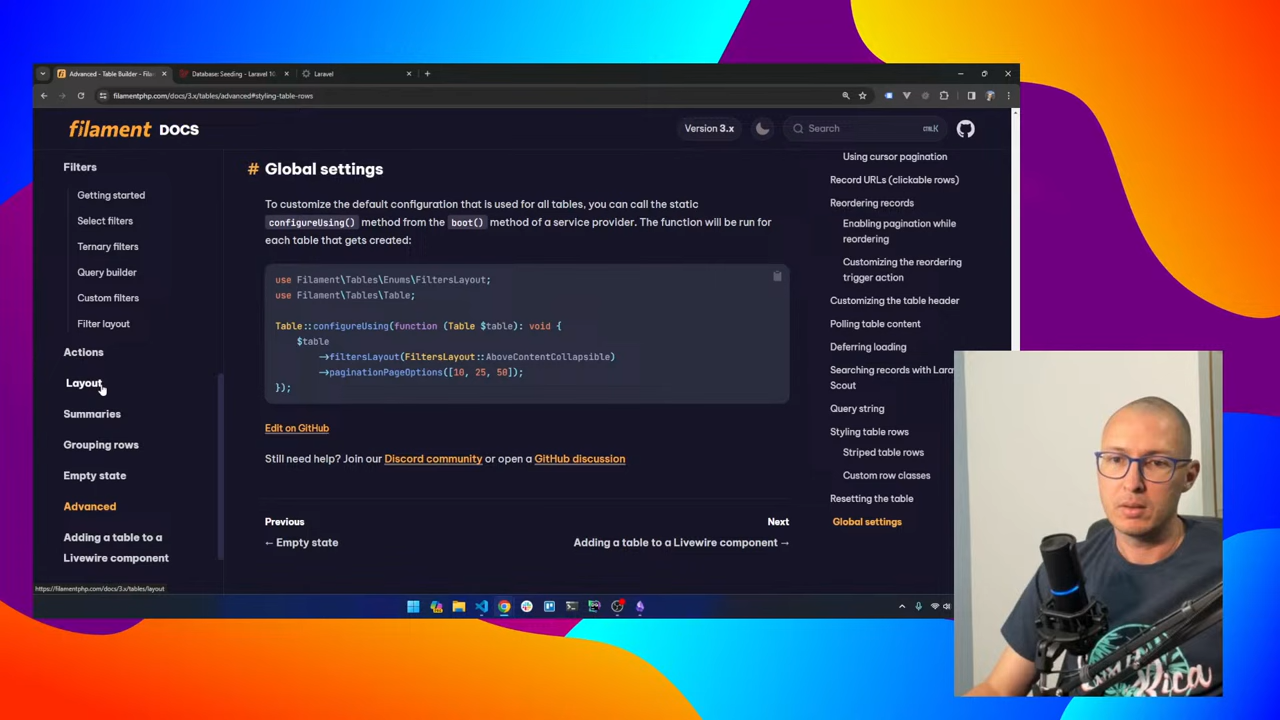 Advanced - Table Builder - Fila
Database: Seeding - Laravel 10
Laravel
filamentphp.com/docs/3.x/tables/advanced#styling-table-rows
filament DOCS
Version 3.x
Search
K
Filters
Getting started
Select filters
Ternary filters
Query builder
Custom filters
Filter layout
Actions
Layout
Summaries
Grouping rows
Empty state
Advanced
Adding a table to a
Livewire component
https://filamentphp.com/docs/3.x/tables/layout
# Global settings
To customize the default configuration that is used for all tables, you can call the static
configureUsing() method from the boot() method of a service provider. The function will be run for
each table that gets created:
use Filament\Tables\Enums\FiltersLayout;
use Filament\Tables\Table;
Table::configureUsing(function (Table $table): void {
$table
->filtersLayout(FiltersLayout::AboveContentCollapsible)
->paginationPageOptions([10, 25, 50]);
});
Edit on GitHub
Still need help? Join our Discord community or open a GitHub discussion
Previous
← Empty state
Next
Adding a table to a Livewire component →
Using cursor pagination
Record URLs (clickable rows)
Reordering records
Enabling pagination while
reordering
Customizing the reordering
trigger action
Customizing the table header
Polling table content
Deferring loading
Searching records with Lara
Scout
Query string
Styling table rows
Striped table rows
Custom row classes
Resetting the table
Global settings
Rica